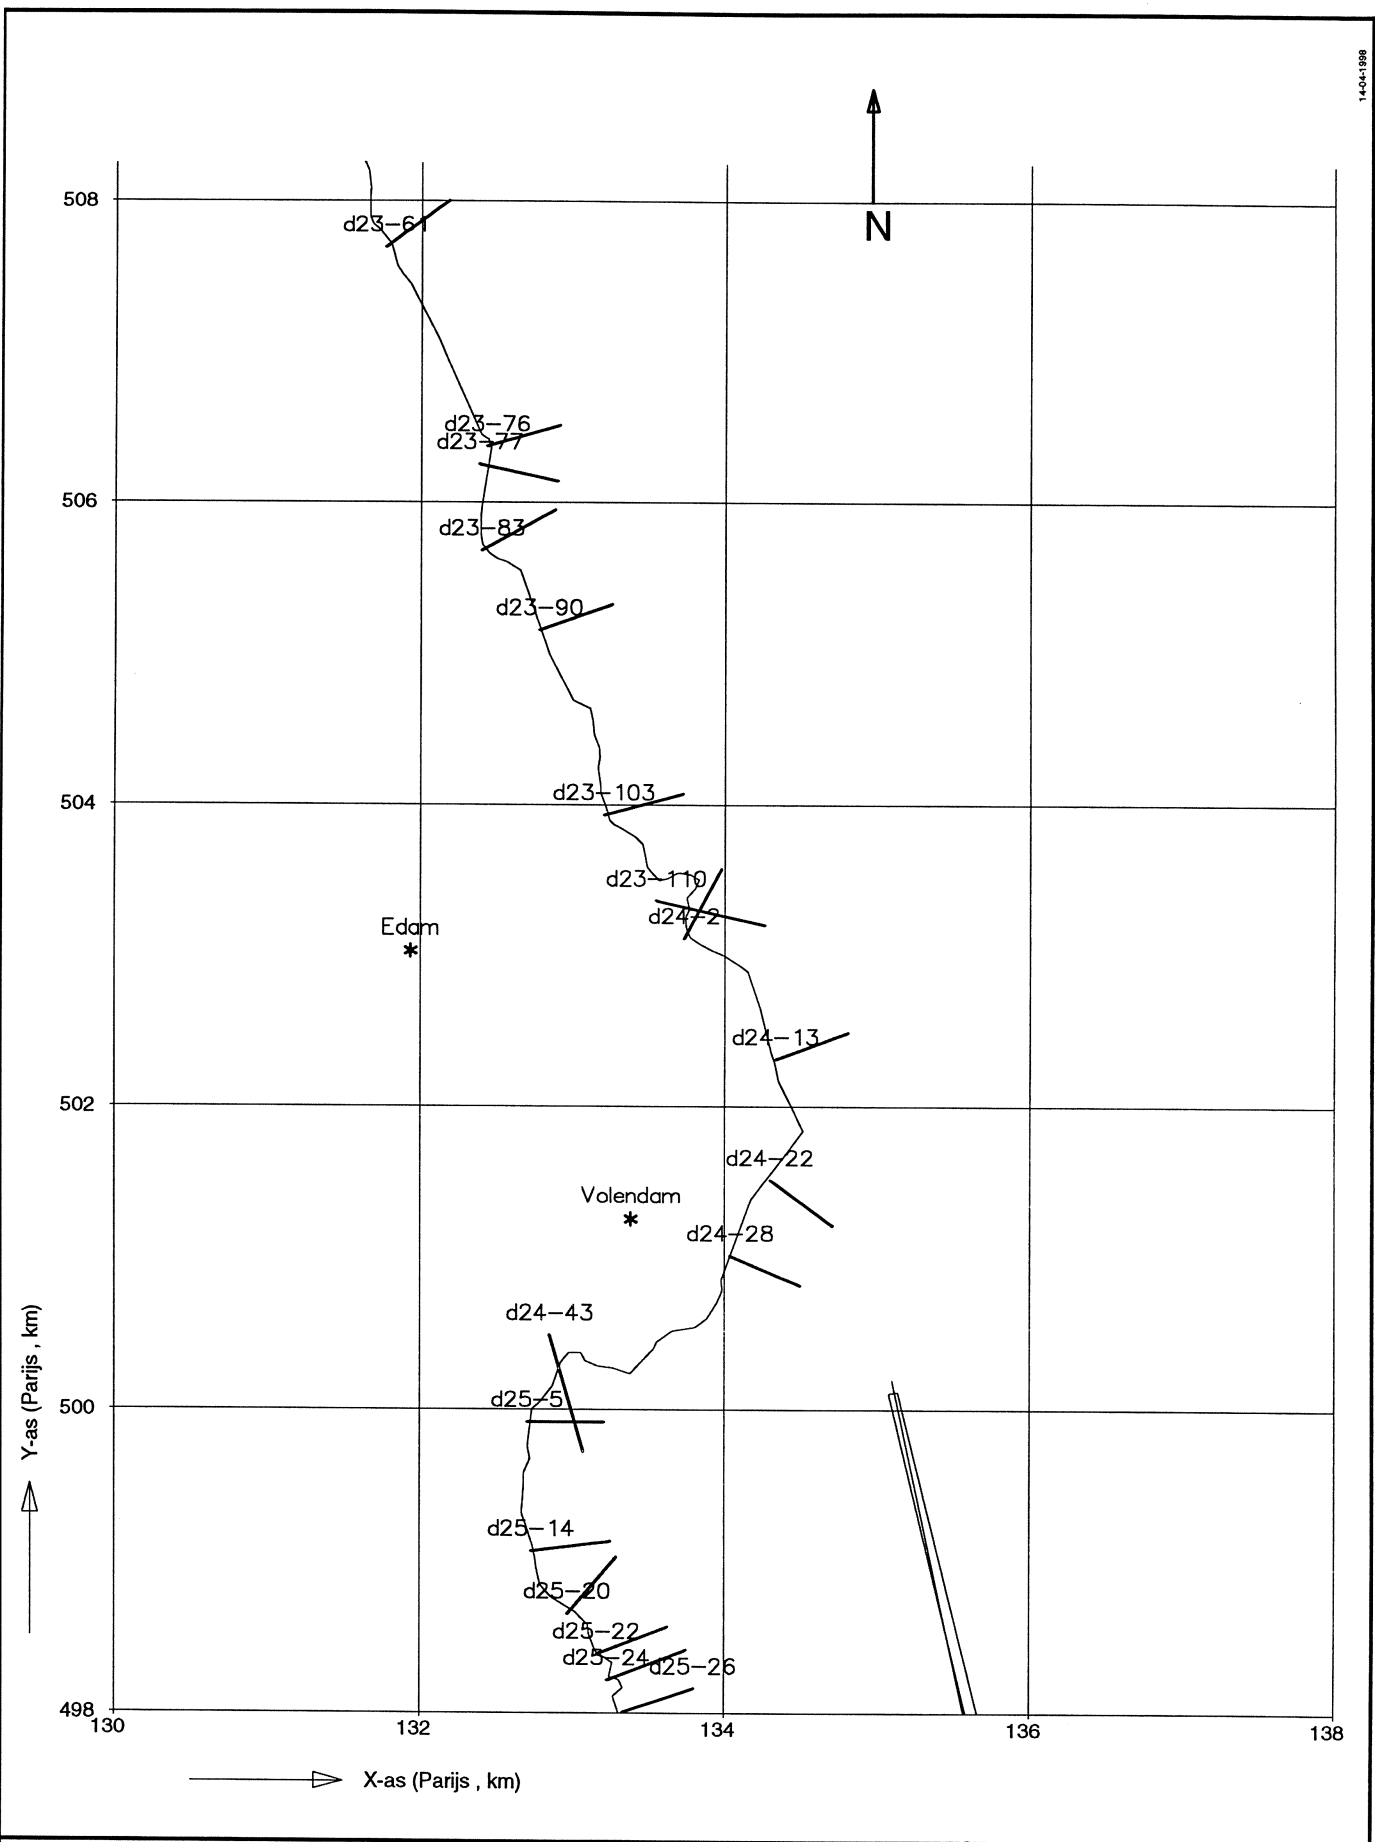 14-04-1998
N
508
d23-61
d23-76
d23-77
506
d23-83
d23-90
504
d23-103
d23-110
d24-2
Edam
d24-13
502
d24-22
Volendam
d24-28
d24-43
500
d25-5
d25-14
d25-20
d25-22
d25-24
d25-26
498
130
132
134
136
138
Y-as (Parijs , km)
X-as (Parijs , km)